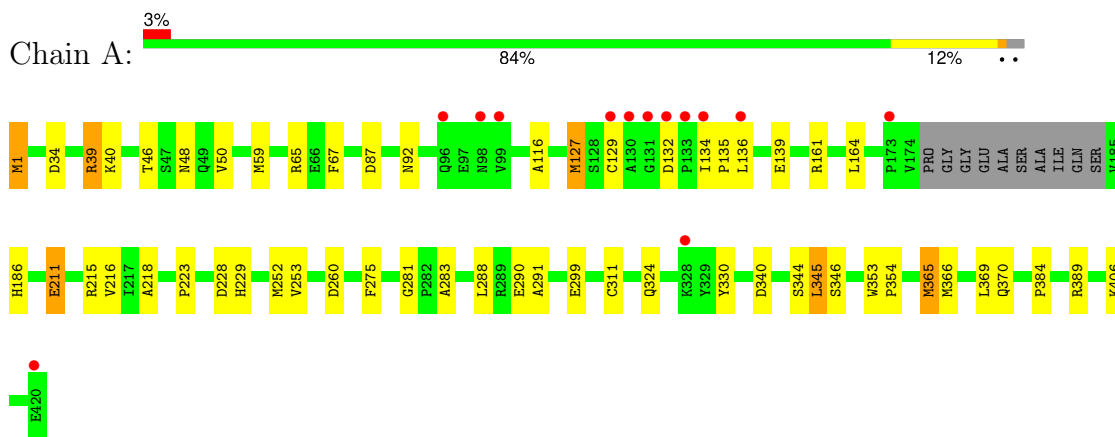 3%
Chain A:
84% 12% • •
M1 D34 R39 K40 T46 S47 N48 Q49 V50 M59 R65 E66 F67 D87 N92 Q96 E97 N98 V99 A116 M127 S128 C129 A130 G131 D132 P133 I134 P135 L136 E139 R161 L164 P173 V174 PRO GLY GLY GLU ALA SER ALA ILE GLN SER V185
H186 E211 R215 V216 I217 A218 P223 D228 H229 M252 V253 D260 F275 G281 P282 A283 L288 R289 E290 A291 E299 C311 Q324 K328 Y329 Y330 D340 S344 L345 S346 W353 P354 M365 M366 L369 Q370 P384 R389 K406
E420